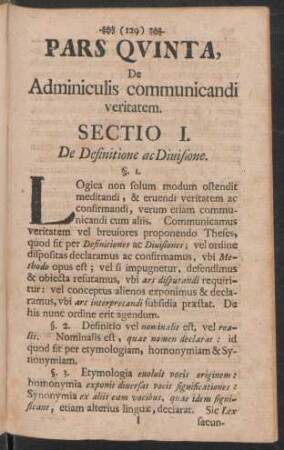 (129)
PARS QVINTA,
De
Adminiculis communicandi
veritatem.
SECTIO I.
De Definitione ac Diuisione.
§. 1.
LOgica non solum modum ostendit
meditandi, & eruendi veritatem ac
confirmandi, verum etiam commu-
nicandi cum aliis. Communicamus
veritatem vel breuiores proponendo Theses,
quod fit per Definitiones ac Diuisiones; vel ordine
dispositas declaramus ac confirmamus, vbi Me-
thodo opus est; vel si impugnetur, defendimus
& obiecta refutamus, vbi ars disputandi requiri-
tur: vel conceptus alienos exponimus & decla-
ramus, vbi ars interpretandi subsidia præstat. De
his nunc ordine erit agendum.
§. 2. Definitio vel nominalis est, vel rea-
lis. Nominalis est, quae nomen declarat: id
quod fit per etymologiam, homonymiam & Sy-
nonymiam.
§. 3. Etymologia euoluit vocis originem:
homonymia exponit diuersas vocis significationes:
Synonymia ex aliis eam vocibus, quae idem signi-
ficant, etiam alterius linguæ, declarat. Sic Lex
I secun-